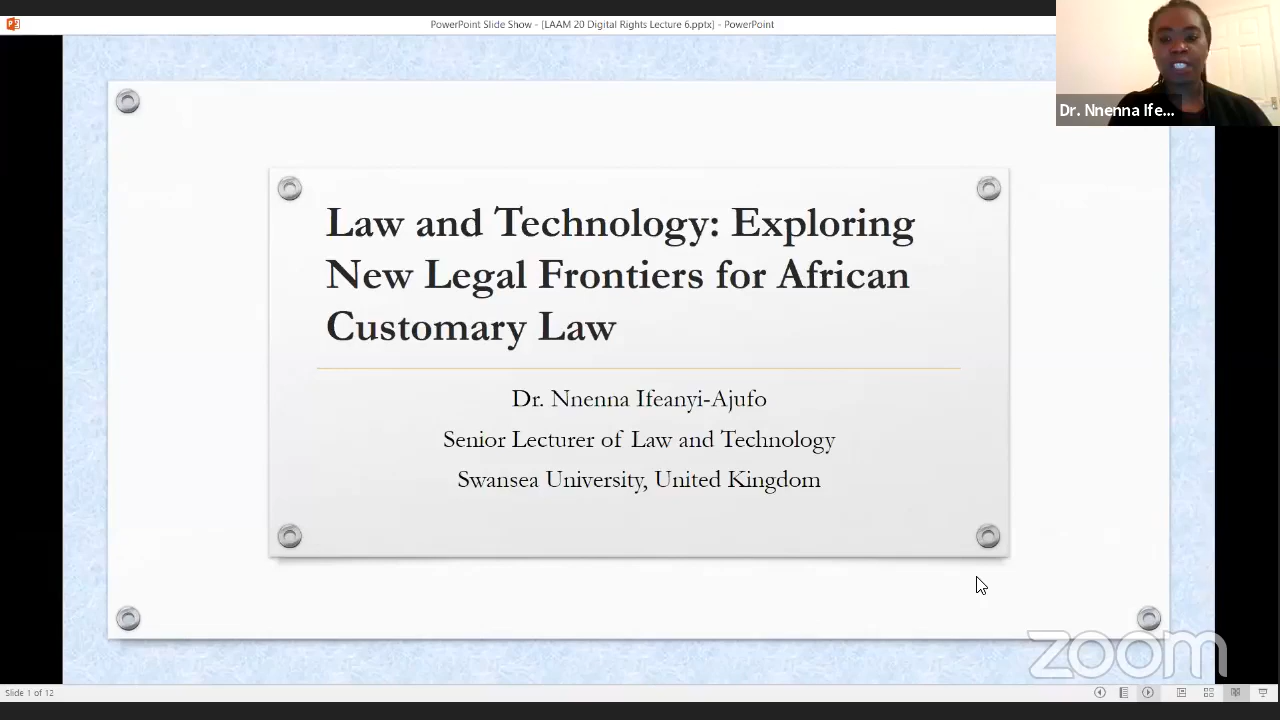 PowerPoint Slide Show - [LAAM 20 Digital Rights Lecture 6.pptx] - PowerPoint
Dr. Nnenna Ife...
Law and Technology: Exploring
New Legal Frontiers for African
Customary Law
Dr. Nnenna Ifeanyi-Ajufo
Senior Lecturer of Law and Technology
Swansea University, United Kingdom
zoom
Slide 1 of 12